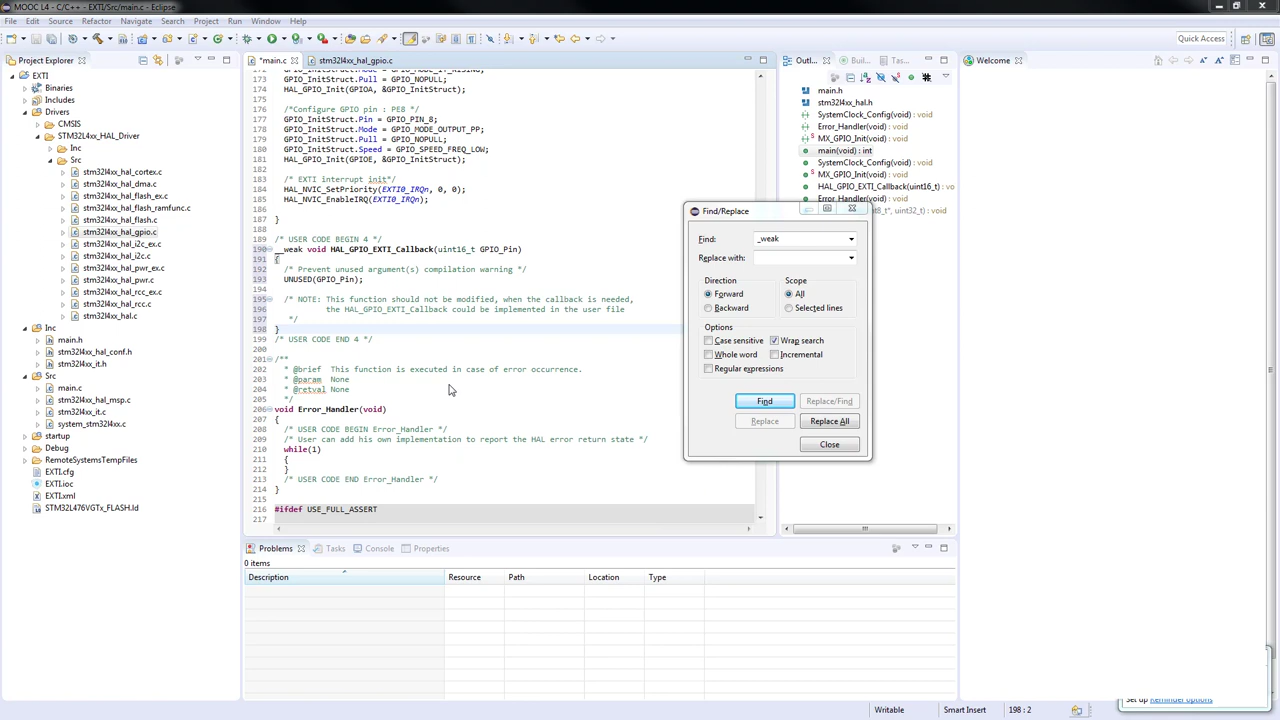 MOOC L4 - C/C++ - EXTI/Src/main.c - Eclipse
File Edit Source Refactor Navigate Search Project Run Window Help
Quick Access
Project Explorer
EXTI
Binaries
Includes
Drivers
CMSIS
STM32L4xx_HAL_Driver
Inc
Src
stm32l4xx_hal_cortex.c
stm32l4xx_hal_dma.c
stm32l4xx_hal_flash_ex.c
stm32l4xx_hal_flash_ramfunc.c
stm32l4xx_hal_flash.c
stm32l4xx_hal_gpio.c
stm32l4xx_hal_i2c_ex.c
stm32l4xx_hal_i2c.c
stm32l4xx_hal_pwr_ex.c
stm32l4xx_hal_pwr.c
stm32l4xx_hal_rcc_ex.c
stm32l4xx_hal_rcc.c
stm32l4xx_hal.c
Inc
main.h
stm32l4xx_hal_conf.h
stm32l4xx_it.h
Src
main.c
stm32l4xx_hal_msp.c
stm32l4xx_it.c
system_stm32l4xx.c
startup
Debug
RemoteSystemsTempFiles
EXTI.cfg
EXTI.ioc
EXTI.xml
STM32L476VGTx_FLASH.ld
*main.c
stm32l4xx_hal_gpio.c
173 GPIO_InitStruct.Pull = GPIO_NOPULL;
174 HAL_GPIO_Init(GPIOA, &GPIO_InitStruct);
175
176 /*Configure GPIO pin : PE8 */
177 GPIO_InitStruct.Pin = GPIO_PIN_8;
178 GPIO_InitStruct.Mode = GPIO_MODE_OUTPUT_PP;
179 GPIO_InitStruct.Pull = GPIO_NOPULL;
180 GPIO_InitStruct.Speed = GPIO_SPEED_FREQ_LOW;
181 HAL_GPIO_Init(GPIOE, &GPIO_InitStruct);
182
183 /* EXTI interrupt init*/
184 HAL_NVIC_SetPriority(EXTI0_IRQn, 0, 0);
185 HAL_NVIC_EnableIRQ(EXTI0_IRQn);
186
187 }
188
189 /* USER CODE BEGIN 4 */
190 __weak void HAL_GPIO_EXTI_Callback(uint16_t GPIO_Pin)
191 {
192 /* Prevent unused argument(s) compilation warning */
193 UNUSED(GPIO_Pin);
194
195 /* NOTE: This function should not be modified, when the callback is needed,
196 the HAL_GPIO_EXTI_Callback could be implemented in the user file
197 */
198 }
199 /* USER CODE END 4 */
200
201 /**
202 * @brief This function is executed in case of error occurrence.
203 * @param None
204 * @retval None
205 */
206 void Error_Handler(void)
207 {
208 /* USER CODE BEGIN Error_Handler */
209 /* User can add his own implementation to report the HAL error return state */
210 while(1)
211 {
212 }
213 /* USER CODE END Error_Handler */
214 }
215
216 #ifdef USE_FULL_ASSERT
217
Find/Replace
Find: _weak
Replace with:
Direction
Forward
Backward
Scope
All
Selected lines
Options
Case sensitive
Wrap search
Whole word
Incremental
Regular expressions
Find
Replace/Find
Replace
Replace All
Close
Outl...
Buil...
Tas...
main.h
stm32l4xx_hal.h
SystemClock_Config(void) : void
Error_Handler(void) : void
MX_GPIO_Init(void) : void
main(void) : int
SystemClock_Config(void) : void
MX_GPIO_Init(void) : void
HAL_GPIO_EXTI_Callback(uint16_t) : vo
Error_Handler(void) : void
Welcome
Problems
Tasks
Console
Properties
0 items
Description Resource Path Location Type
Writable
Smart Insert
198 : 2
Set up Reminder options